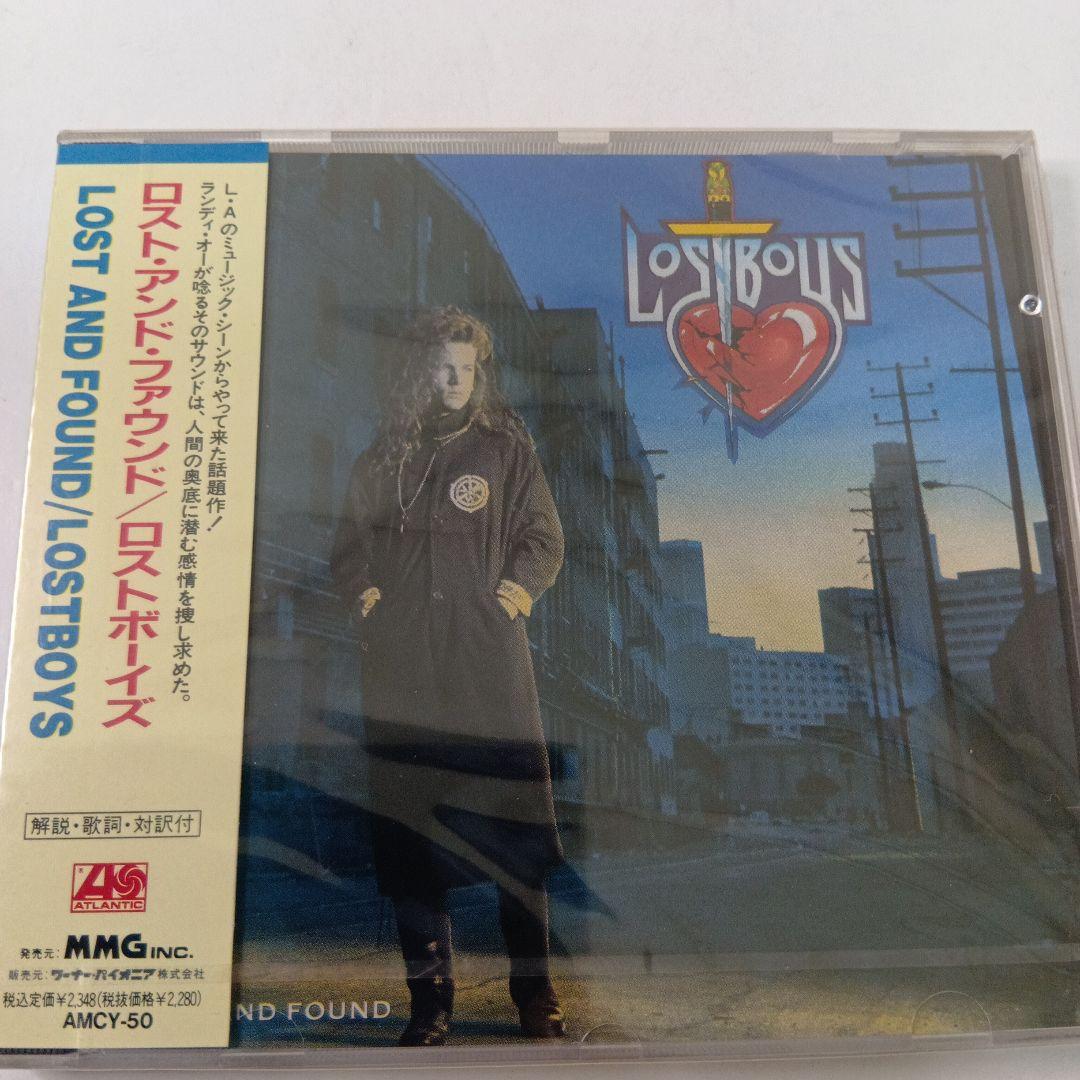 L・Aのミュージック・シーンからやって来た話題作！
ランディ・オーが唸るそのサウンドは、人間の奥底に潜む感情を捜し求めた。
ロスト・アンド・ファウンド／ロストボーイズ
LOST AND FOUND/LOSTBOYS
解説・歌詞・対訳付
ATLANTIC
発売元: MMG INC.
販売元: ワーナー・パイオニア株式会社
税込定価¥2,348(税抜価格¥2,280)
AMCY-50
LOSTBOYS
ND FOUND